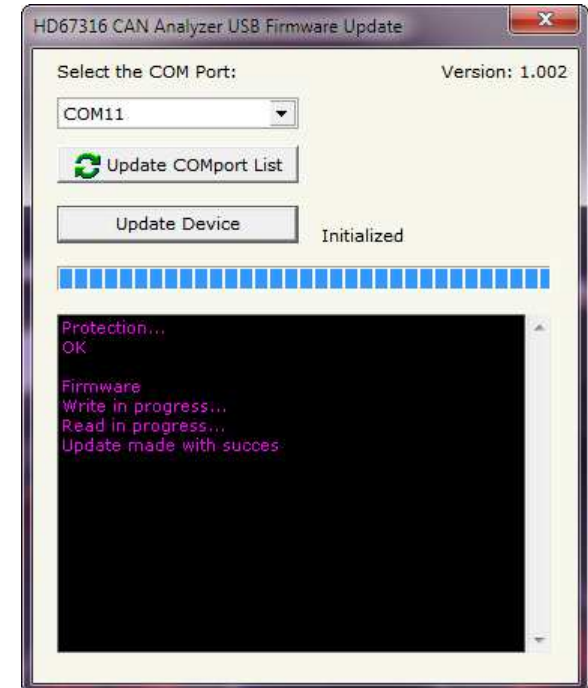 HD67316 CAN Analyzer USB Firmware Update
Select the COM Port:
Version: 1.002
COM11
Update COMport List
Update Device
Initialized
Protection...
OK
Firmware
Write in progress...
Read in progress...
Update made with succes